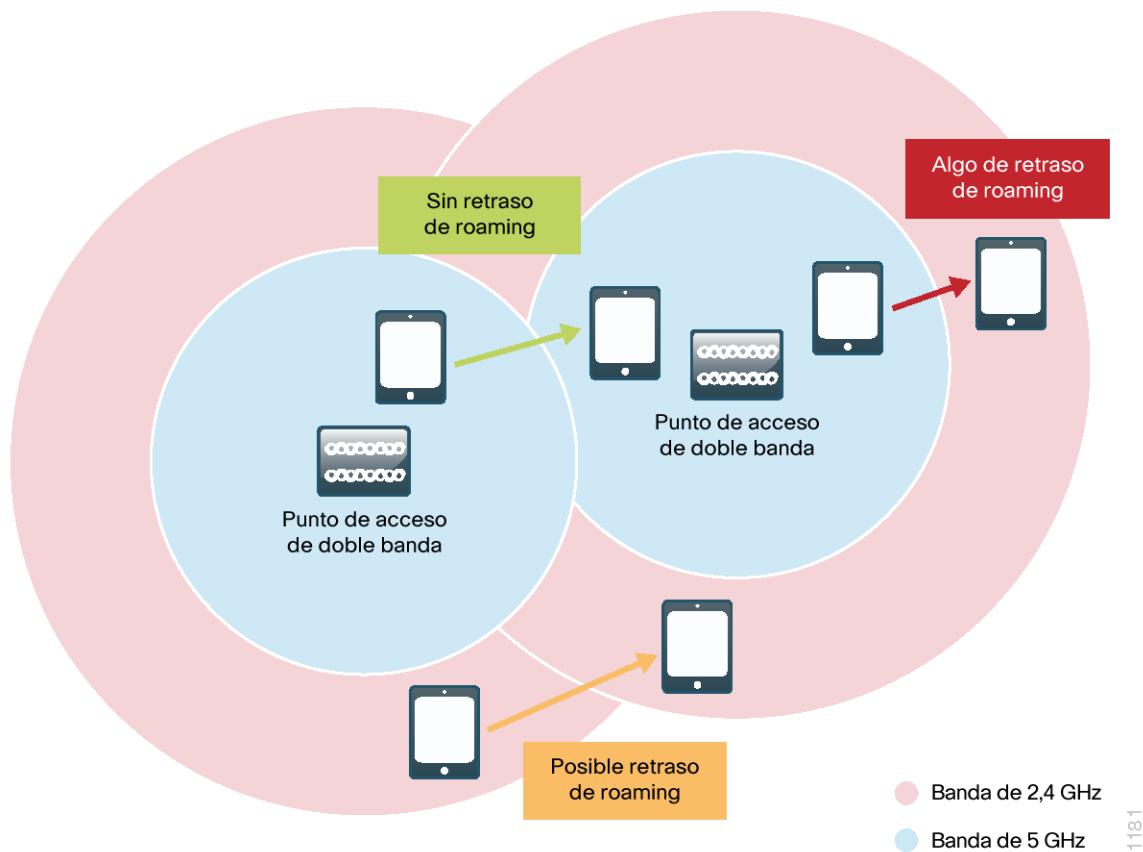 Algo de retraso
de roaming
Sin retraso
de roaming
Punto de acceso
de doble banda
Punto de acceso
de doble banda
Posible retraso
de roaming
Banda de 2,4 GHz
Banda de 5 GHz
1181